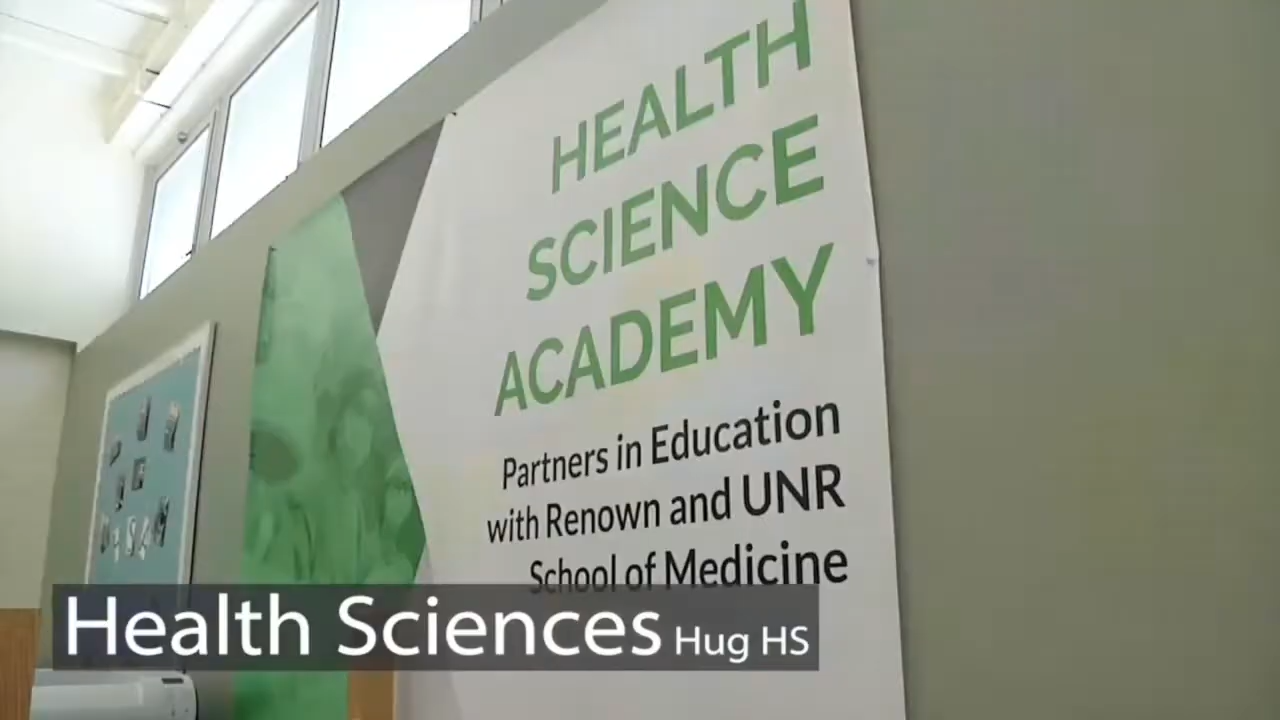 HEALTH
SCIENCE
ACADEMY
Partners in Education
with Renown and UNR
School of Medicine
Health Sciences Hug HS